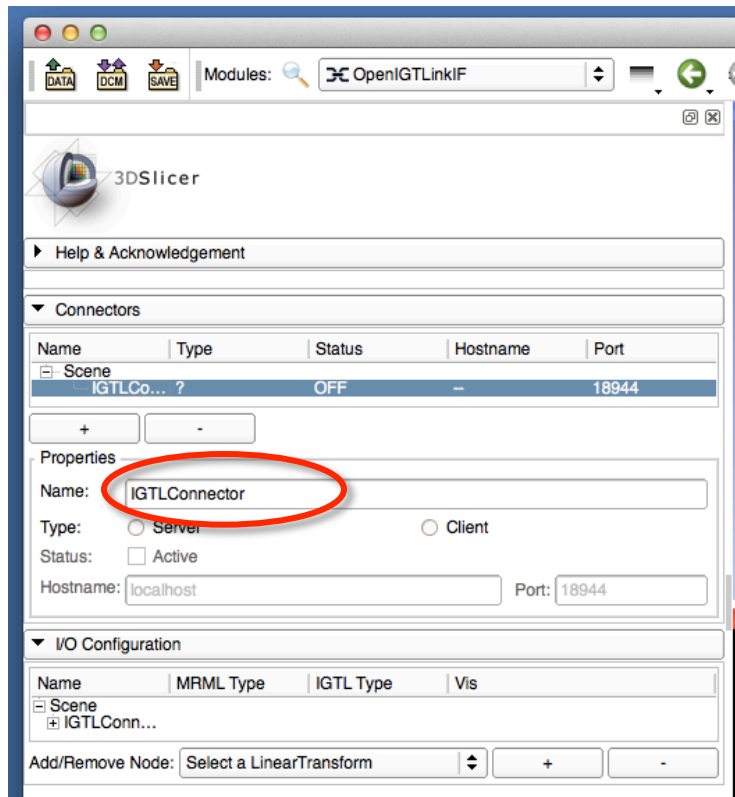 DATA DCM SAVE Modules: OpenIGTLinkIF
3DSlicer
Help & Acknowledgement
Connectors
Name Type Status Hostname Port
Scene
IGTLCo... ? OFF -- 18944
+ -
Properties
Name: IGTLConnector
Type: Server Client
Status: Active
Hostname: localhost Port: 18944
I/O Configuration
Name MRML Type IGTL Type Vis
Scene
IGTLConn...
Add/Remove Node: Select a LinearTransform + -